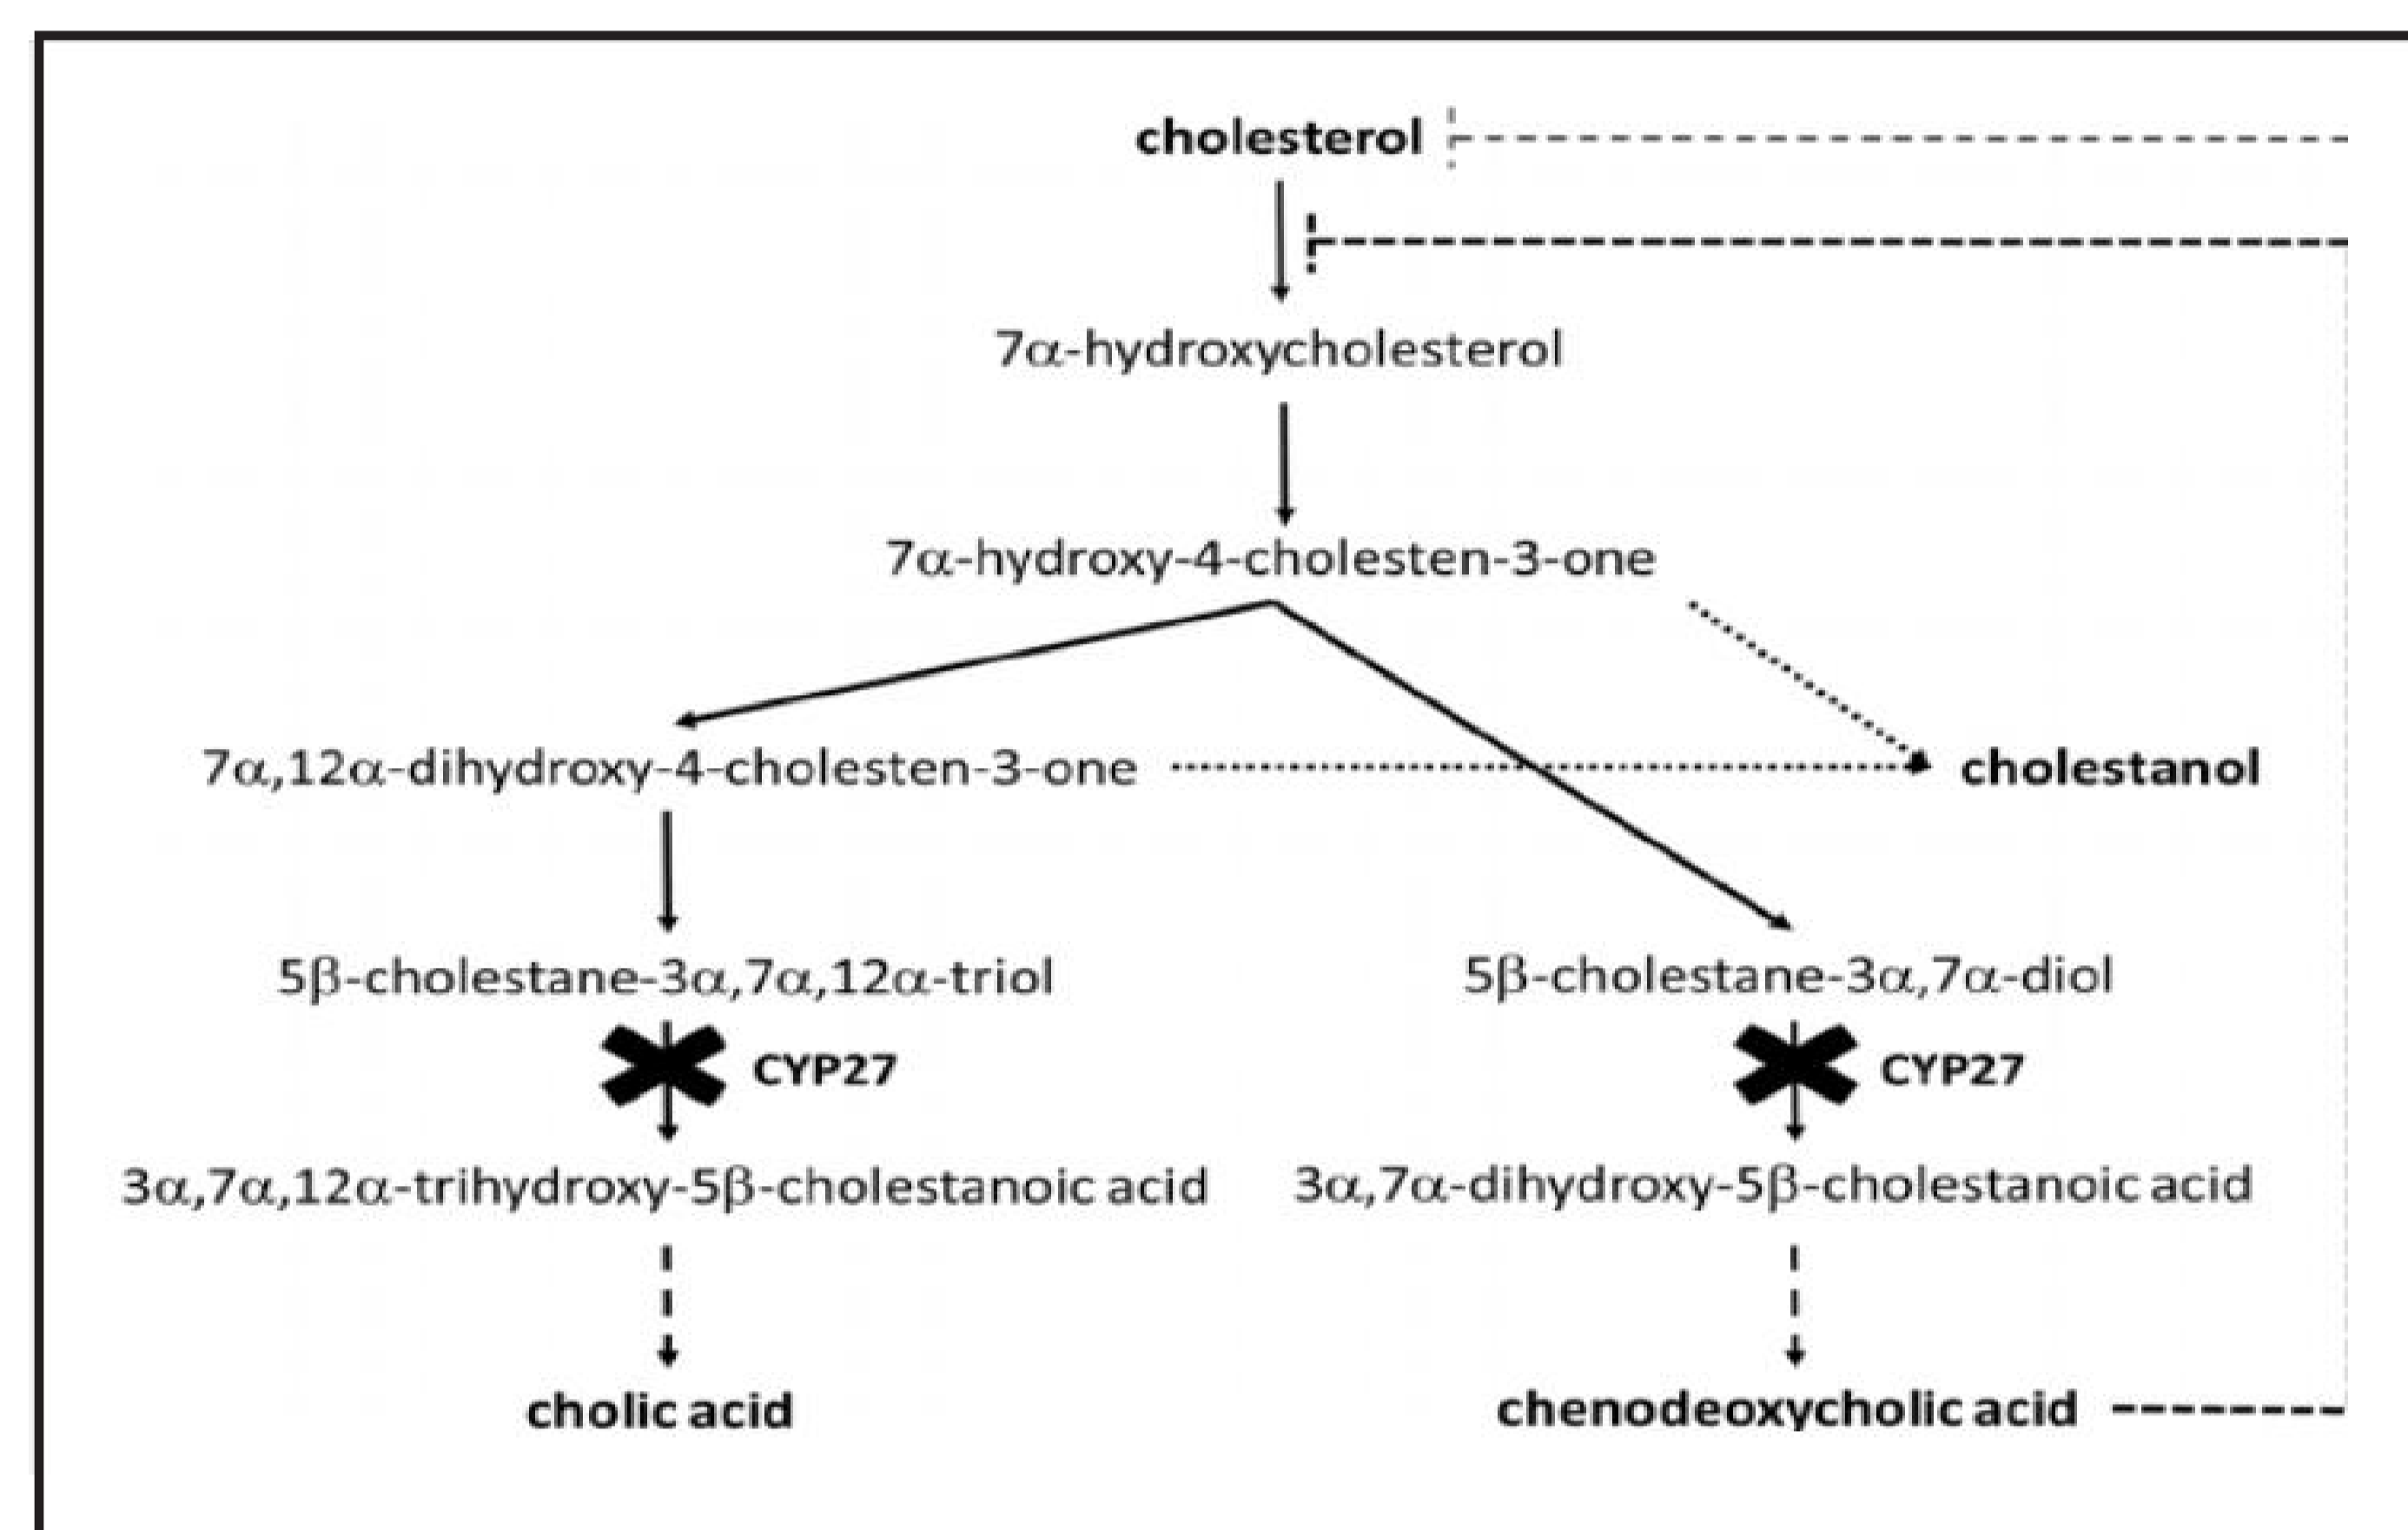 cholesterol
7α-hydroxycholesterol
7α-hydroxy-4-cholesten-3-one
7α,12α-dihydroxy-4-cholesten-3-one
cholestanol
5β-cholestane-3α,7α,12α-triol
5β-cholestane-3α,7α-diol
CYP27
CYP27
3α,7α,12α-trihydroxy-5β-cholestanoic acid
3α,7α-dihydroxy-5β-cholestanoic acid
cholic acid
chenodeoxycholic acid